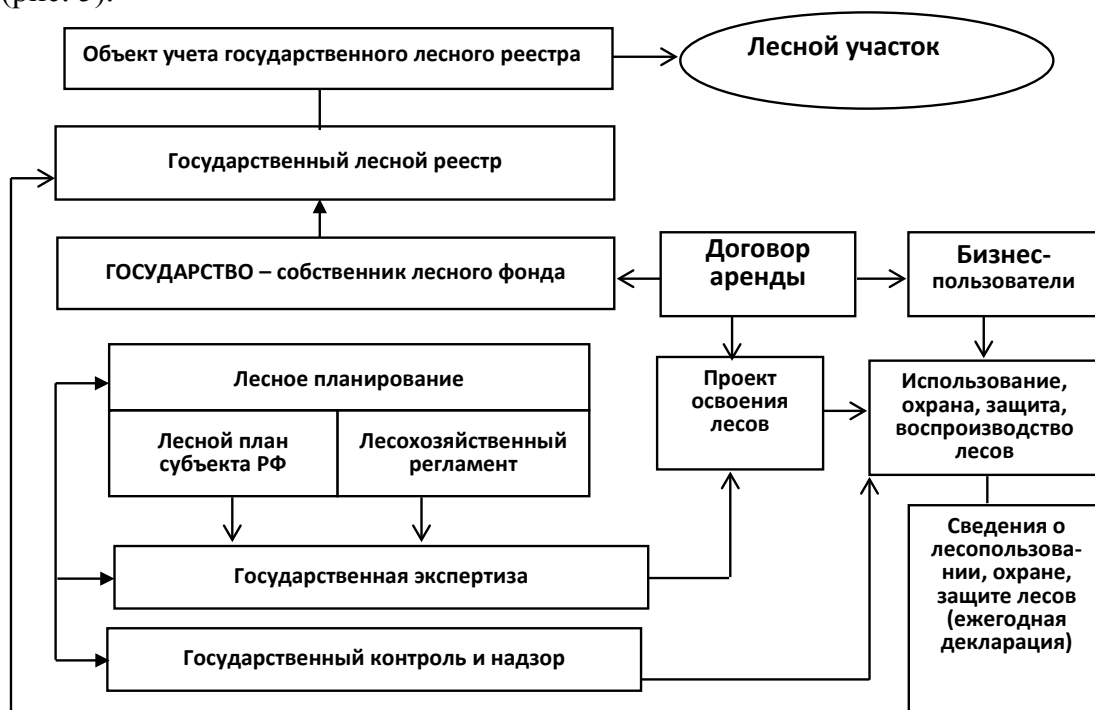 (рис. 3).
Объект учета государственного лесного реестра
Лесной участок
Государственный лесной реестр
ГОСУДАРСТВО – собственник лесного фонда
Договор
аренды
Бизнес-
пользователи
Лесное планирование
Лесной план
субъекта РФ
Лесохозяйственный
регламент
Проект
освоения
лесов
Использование,
охрана, защита,
воспроизводство
лесов
Государственная экспертиза
Государственный контроль и надзор
Сведения о
лесопользова-
нии, охране,
защите лесов
(ежегодная
декларация)